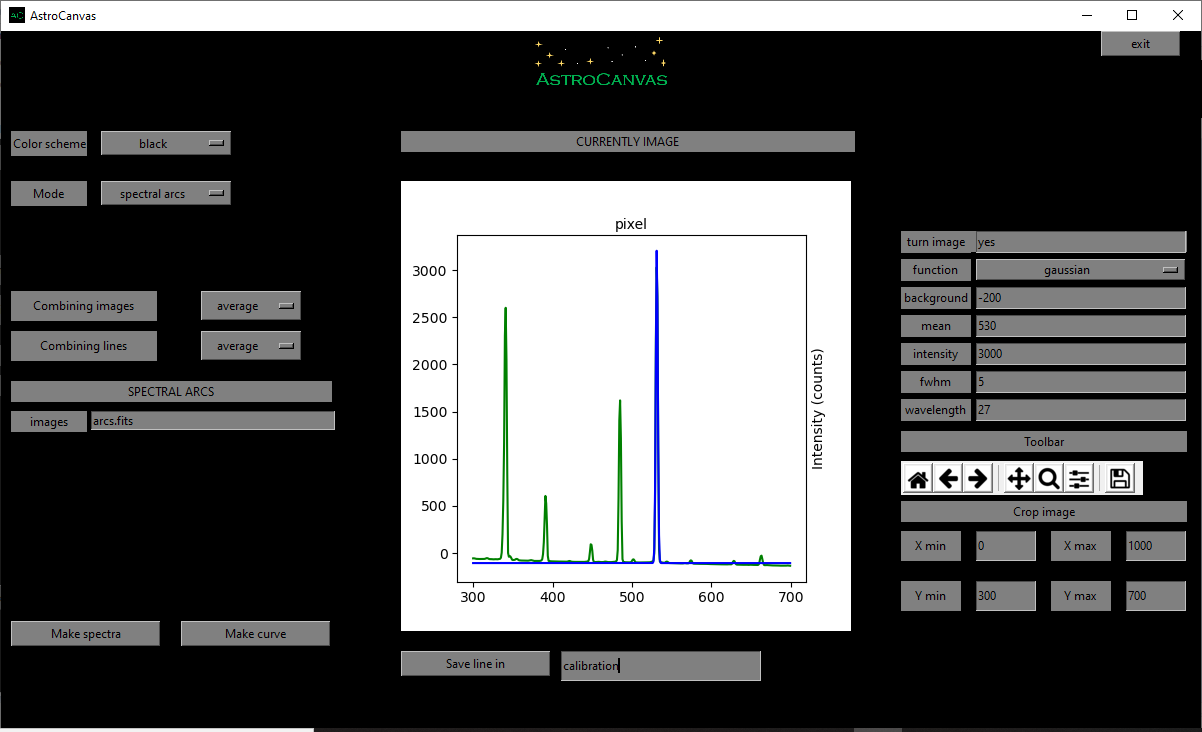 AstroCanvas
exit
ASTROCANVAS
Color scheme black
CURRENTLY IMAGE
Mode spectral arcs
pixel
turn image yes
function gaussian
background -200
mean 530
intensity 3000
fwhm 5
wavelength 27
Combining images average
Combining lines average
SPECTRAL ARCS
images arcs.fits
3000
2500
2000
1500
1000
500
0
Intensity (counts)
300 400 500 600 700
Toolbar
Crop image
X min 0 X max 1000
Y min 300 Y max 700
Make spectra Make curve
Save line in calibration